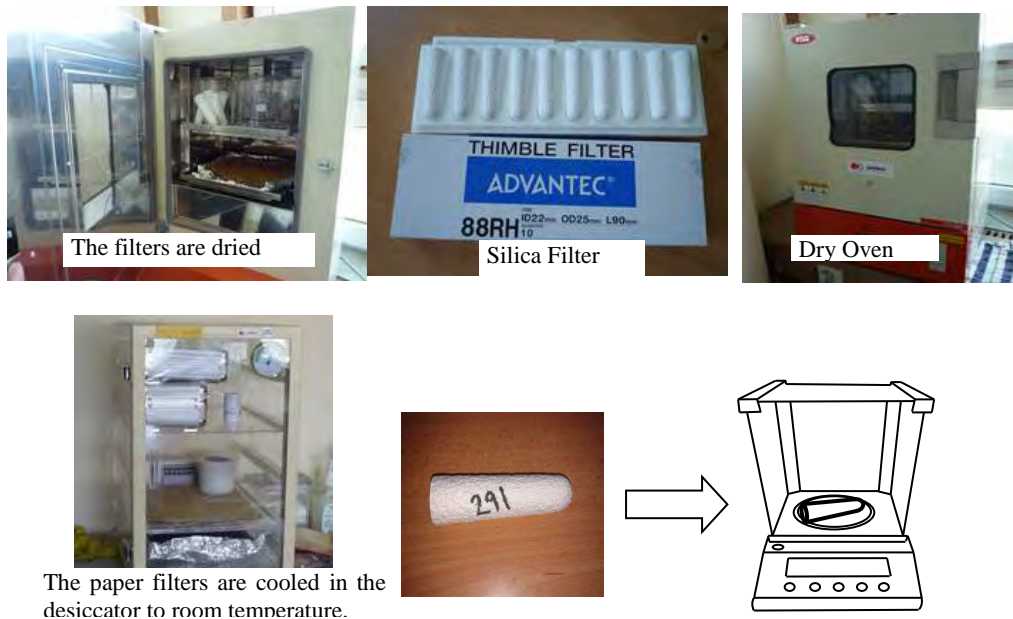 The filters are dried
THIMBLE FILTER
ADVANTEC®
88RH ID22mm OD25mm L90mm
10
Silica Filter
Dry Oven
The paper filters are cooled in the
desiccator to room temperature.
291